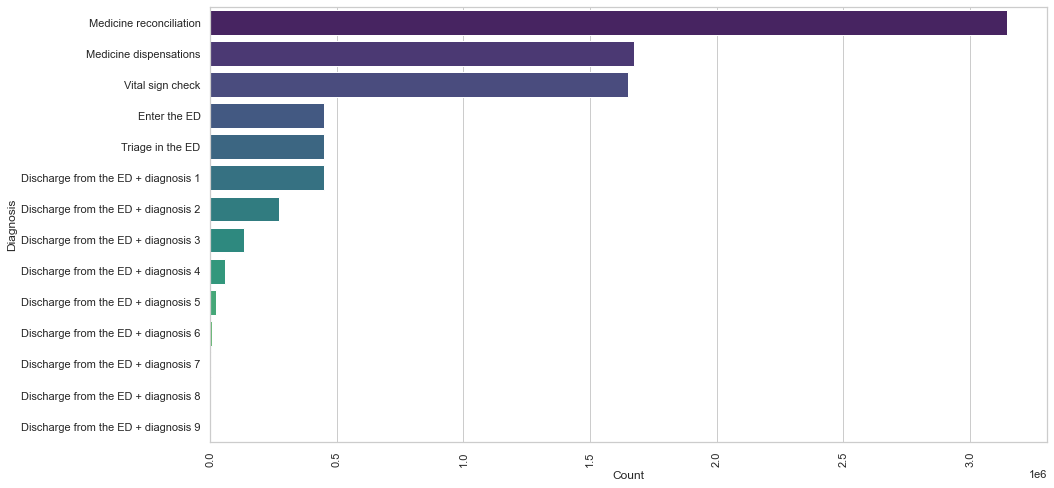 Medicine reconciliation
Medicine dispensations
Vital sign check
Enter the ED
Triage in the ED
Discharge from the ED + diagnosis 1
Discharge from the ED + diagnosis 2
Discharge from the ED + diagnosis 3
Discharge from the ED + diagnosis 4
Discharge from the ED + diagnosis 5
Discharge from the ED + diagnosis 6
Discharge from the ED + diagnosis 7
Discharge from the ED + diagnosis 8
Discharge from the ED + diagnosis 9
Diagnosis
0.0
0.5
1.0
1.5
2.0
2.5
3.0
Count
1e6